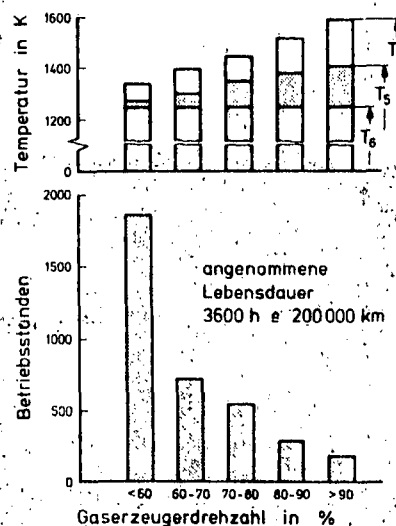 Temperatur in K
1600
1400
1200
0
T
T5
T6
Betriebsstunden
2000
1500
1000
500
0
angenommene
Lebensdauer
3600 h e 200 000 km
<60 60-70 70-80 80-90 >90
Gaserzeugerdrehzahl in %